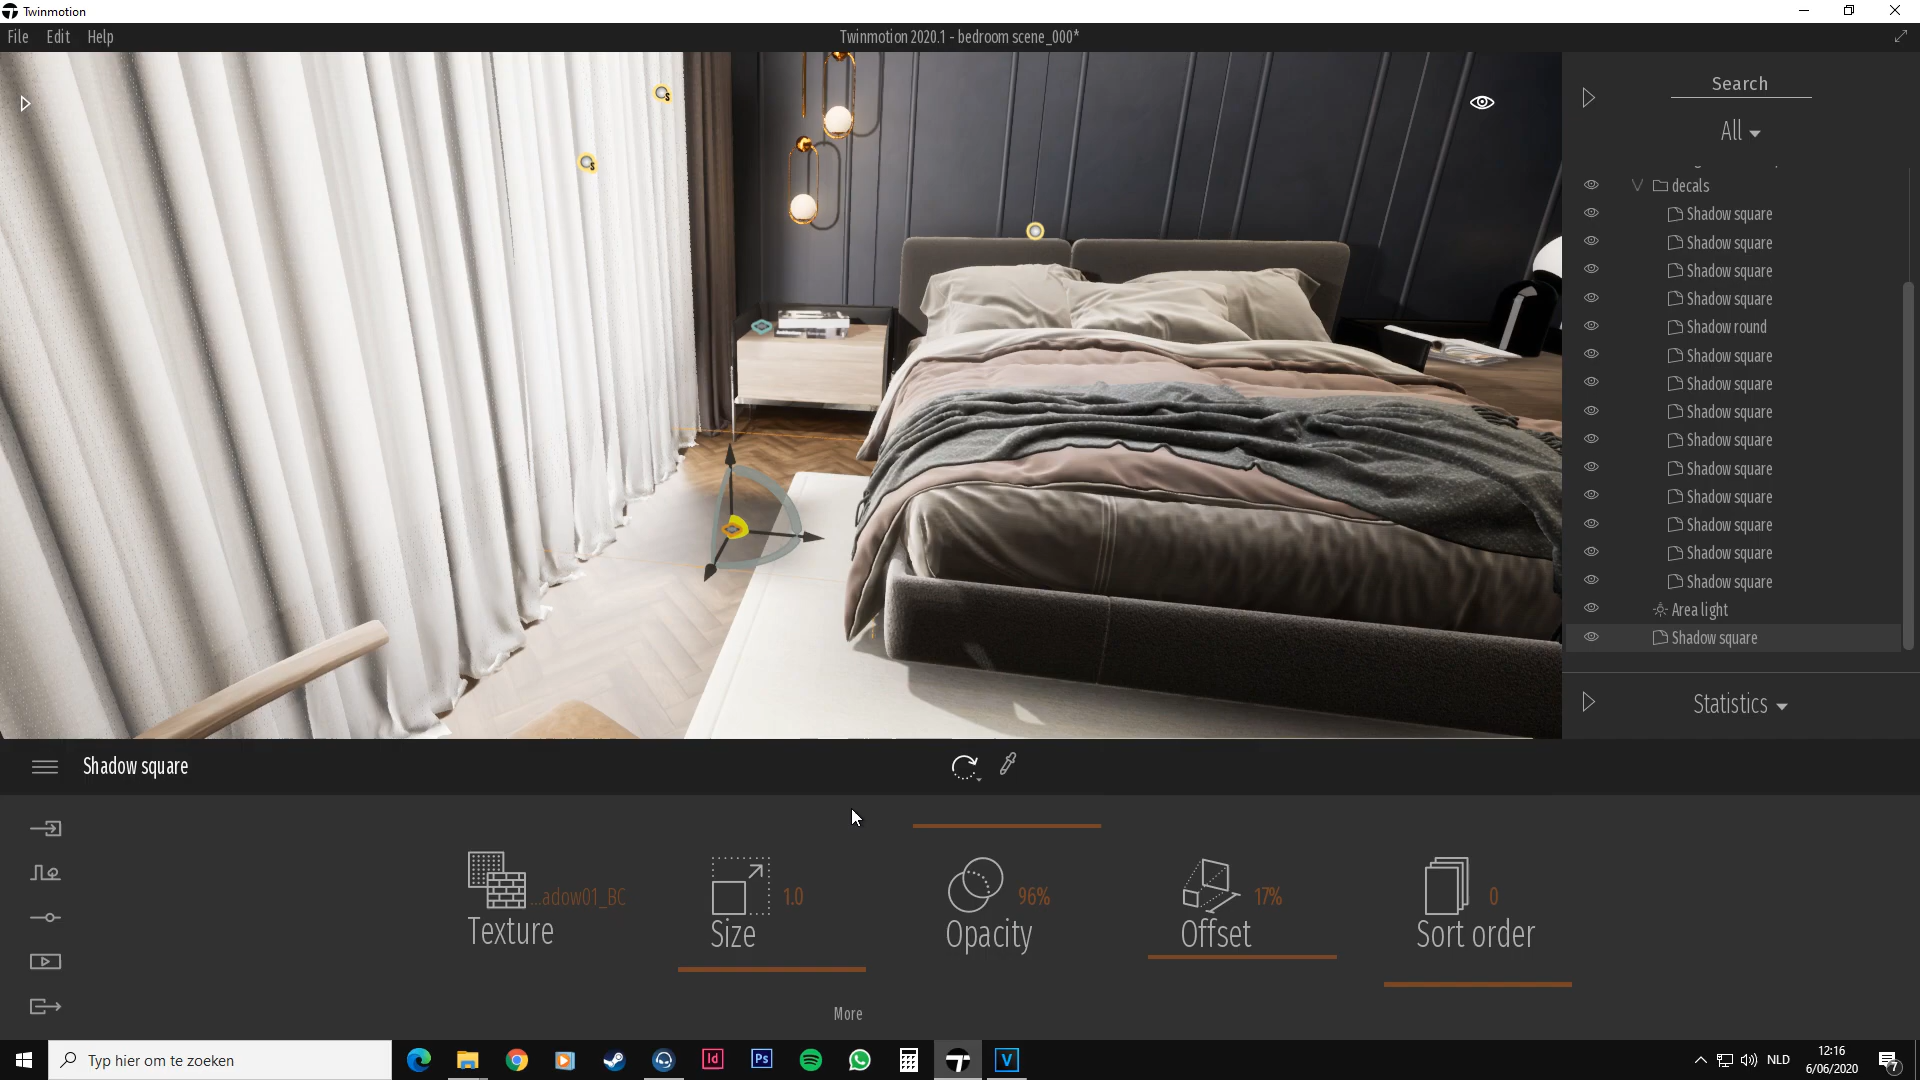 Twinmotion
File Edit Help
Twinmotion 2020.1 - bedroom scene_000*
Search
All
decals
Shadow square
Shadow square
Shadow square
Shadow square
Shadow round
Shadow square
Shadow square
Shadow square
Shadow square
Shadow square
Shadow square
Shadow square
Shadow square
Shadow square
Area light
Shadow square
Statistics
Shadow square
...adow01_BC
Texture
1.0
Size
96%
Opacity
17%
Offset
0
Sort order
More
Typ hier om te zoeken
Id
Ps
V
NLD
12:16
6/06/2020
7